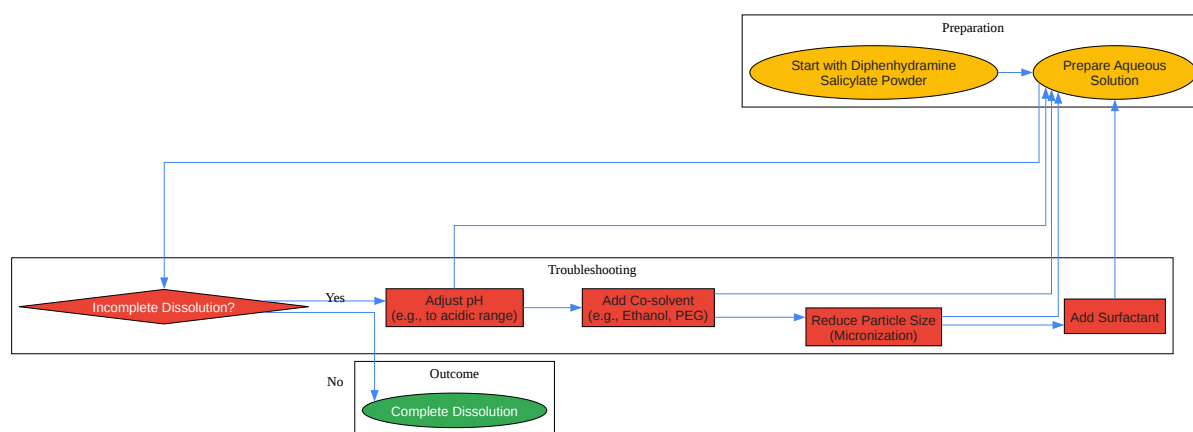 Preparation
Start with Diphenhydramine
Salicylate Powder
Prepare Aqueous
Solution
Troubleshooting
Incomplete Dissolution?
Yes
Adjust pH
(e.g., to acidic range)
Add Co-solvent
(e.g., Ethanol, PEG)
Reduce Particle Size
(Micronization)
Add Surfactant
No
Outcome
Complete Dissolution